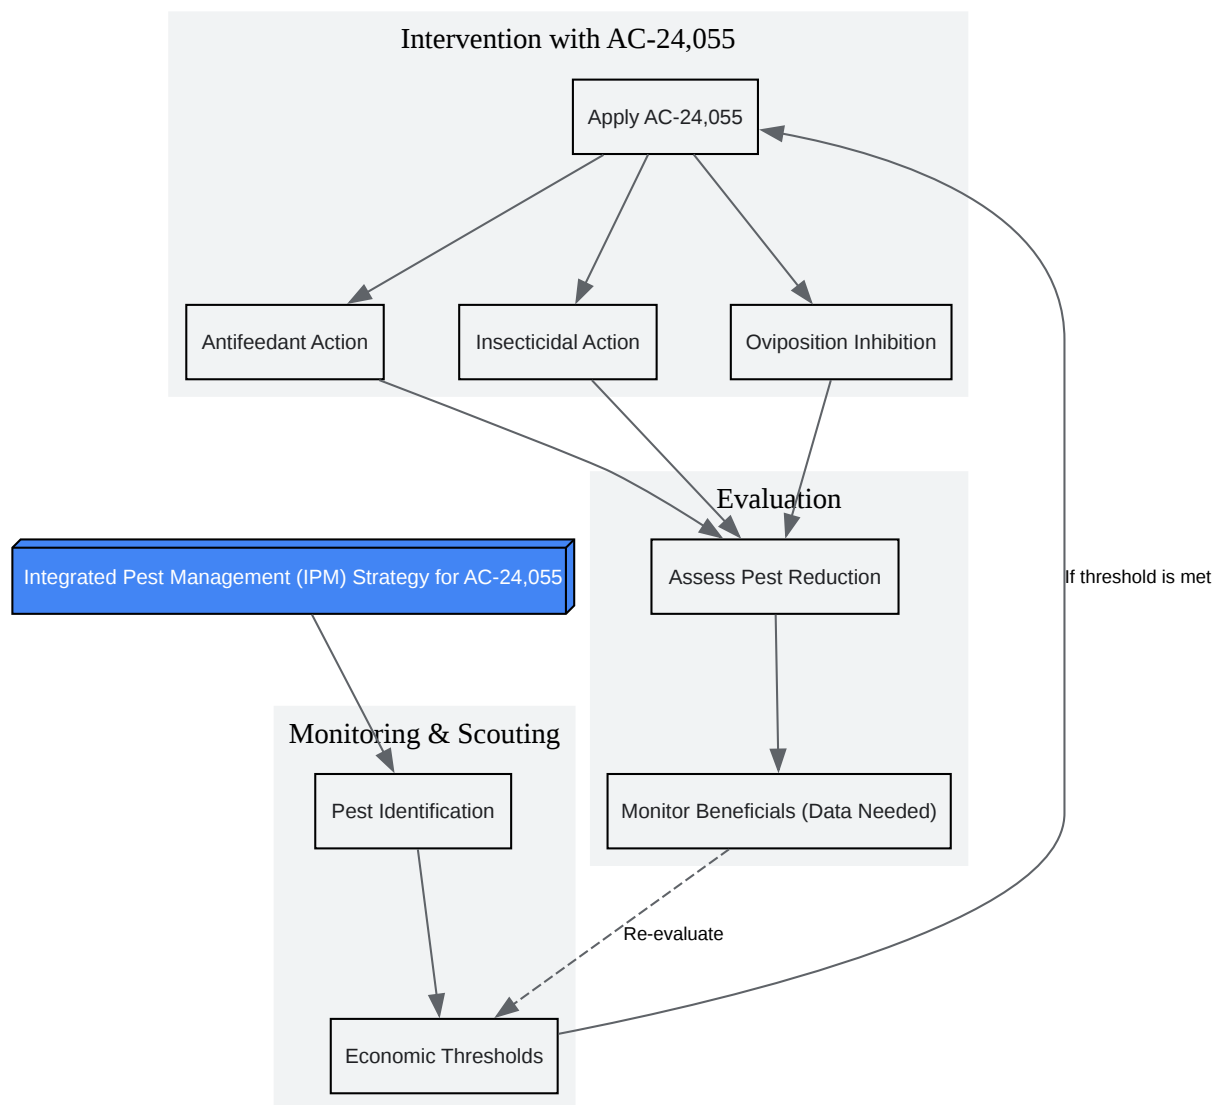 Intervention with AC-24,055
Apply AC-24,055
Antifeedant Action
Insecticidal Action
Oviposition Inhibition
Evaluation
Integrated Pest Management (IPM) Strategy for AC-24,055
Assess Pest Reduction
If threshold is met
Monitoring & Scouting
Pest Identification
Monitor Beneficials (Data Needed)
Re-evaluate
Economic Thresholds